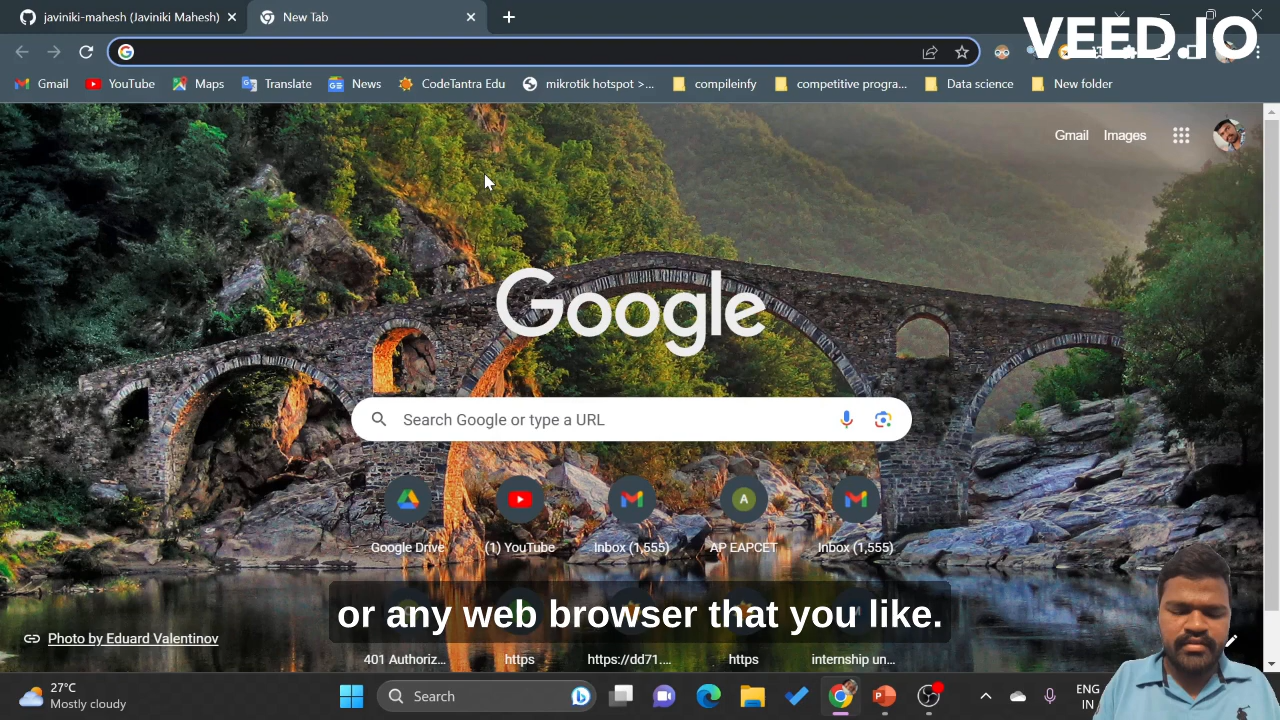 javiniki-mahesh (Javiniki Mahesh)
New Tab
VEED.IO
Gmail
YouTube
Maps
Translate
News
CodeTantra Edu
mikrotik hotspot >...
compileinfy
competitive progra...
Data science
New folder
Gmail
Images
Google
Search Google or type a URL
Google Drive
(1) YouTube
Inbox (1,555)
A
AP EAPCET
Inbox (1,555)
or any web browser that you like.
Photo by Eduard Valentinov
401 Authoriz...
https
https://dd71....
https
internship un...
27°C
Mostly cloudy
Search
ENG
IN